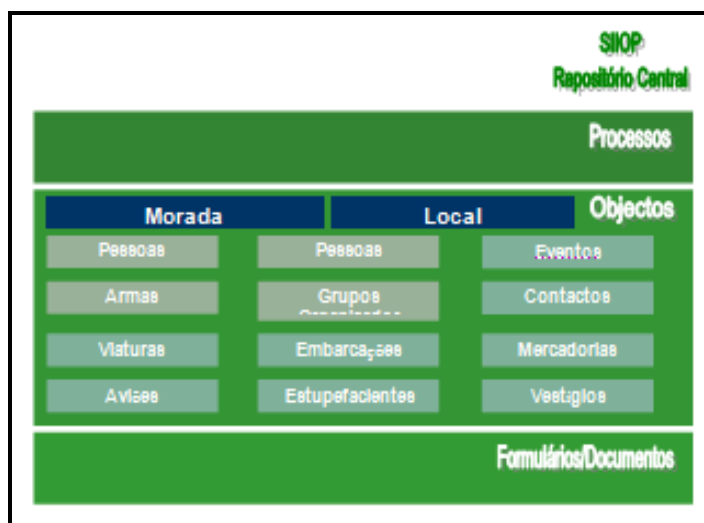 SIIOP
Rapositório Central
Processos
Objectos
Morada
Local
Pessoas
Pessoas
Eventos
Armas
Grupos
Contactos
Viaturas
Embarcações
Mercadorias
Aviões
Estupefacientes
Vestígios
Formulários/Documentos